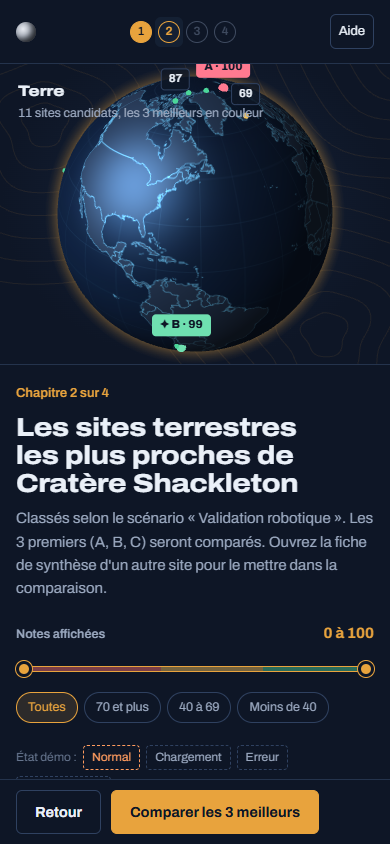 1 2 3 4
Aide
A · 100
87
69
Terre
11 sites candidats, les 3 meilleurs en couleur
✦ B · 99
Chapitre 2 sur 4
Les sites terrestres
les plus proches de
Cratère Shackleton
Classés selon le scénario « Validation robotique ». Les
3 premiers (A, B, C) seront comparés. Ouvrez la fiche
de synthèse d'un autre site pour le mettre dans la
comparaison.
Notes affichées
0 à 100
Toutes
70 et plus
40 à 69
Moins de 40
État démo :
Normal
Chargement
Erreur
Retour
Comparer les 3 meilleurs